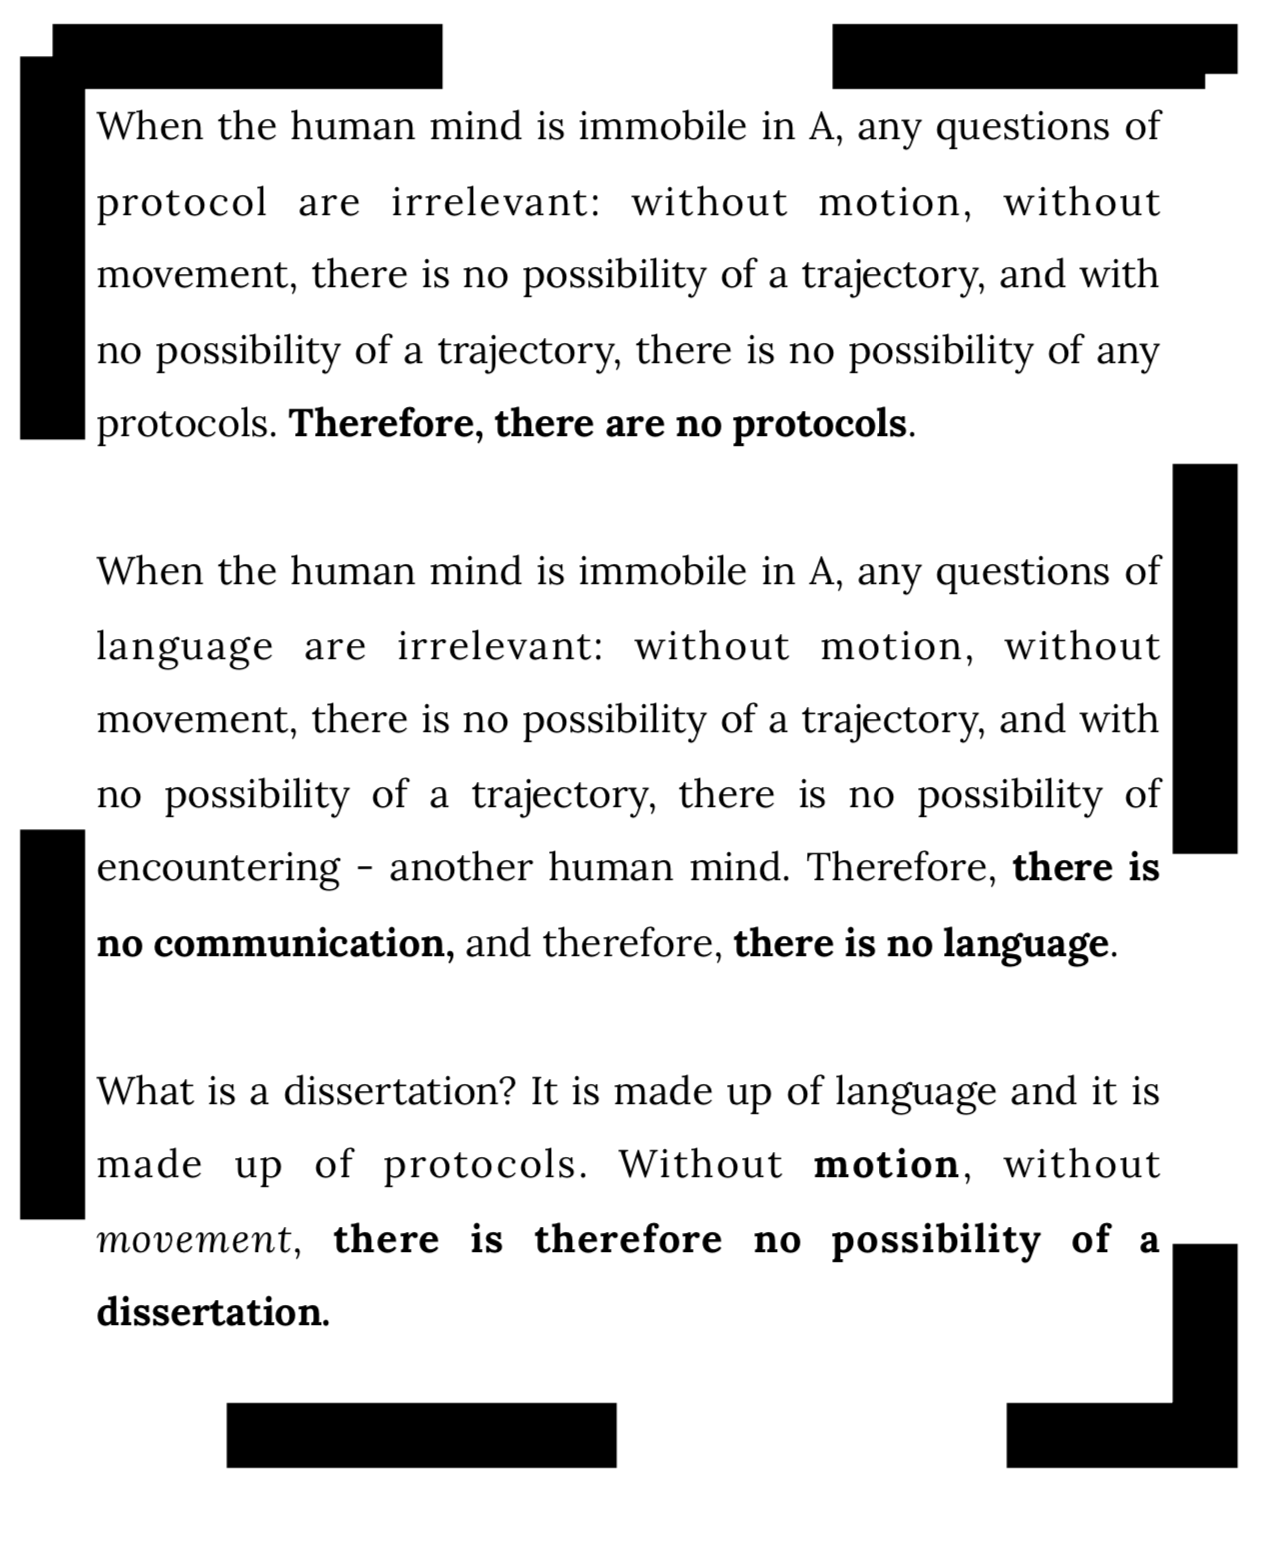 When the human mind is immobile in A, any questions of
protocol are irrelevant: without motion, without
movement, there is no possibility of a trajectory, and with
no possibility of a trajectory, there is no possibility of any
protocols. Therefore, there are no protocols.
When the human mind is immobile in A, any questions of
language are irrelevant: without motion, without
movement, there is no possibility of a trajectory, and with
no possibility of a trajectory, there is no possibility of
encountering - another human mind. Therefore, there is
no communication, and therefore, there is no language.
What is a dissertation? It is made up of language and it is
made up of protocols. Without motion, without
movement, there is therefore no possibility of a
dissertation.